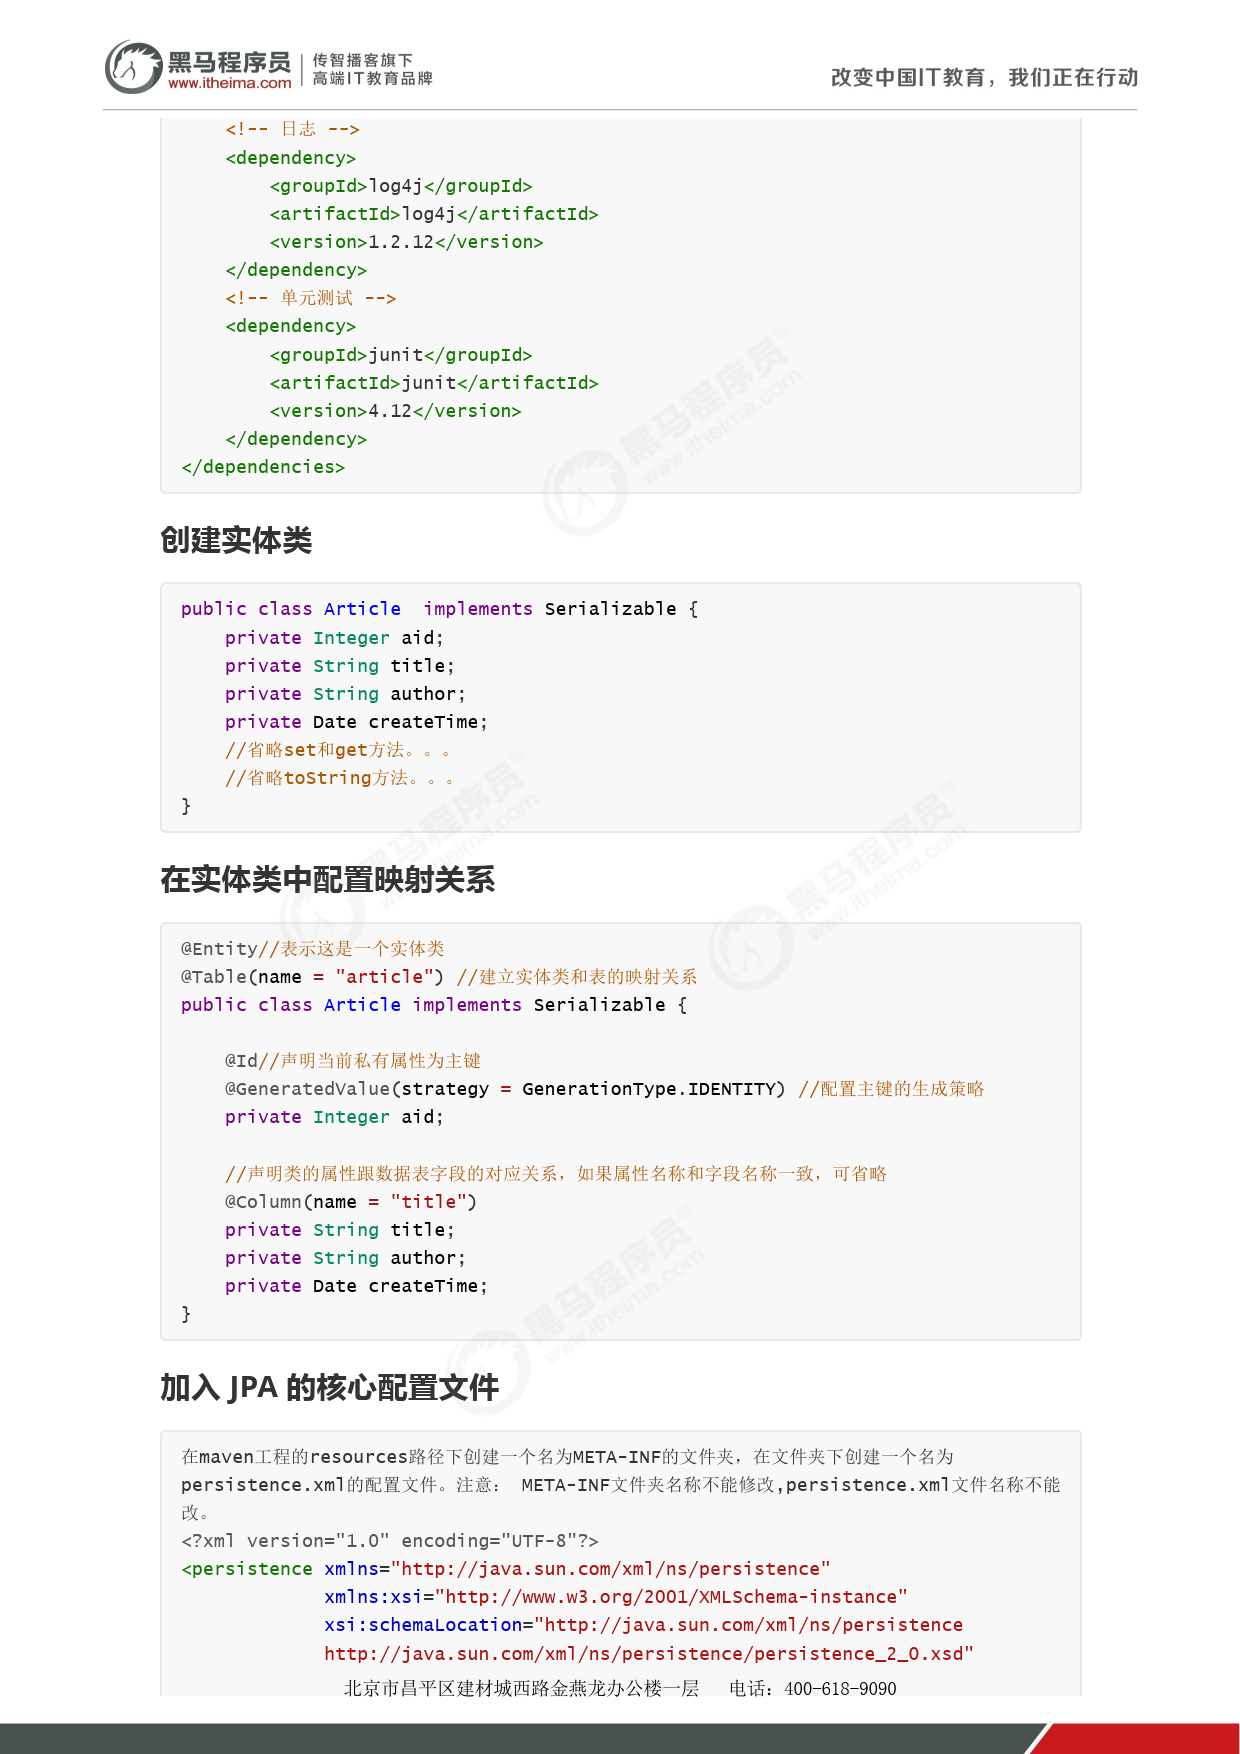 黑马程序员 传智播客旗下
www.itheima.com 高端IT教育品牌
改变中国IT教育，我们正在行动
<!-- 日志 -->
<dependency>
<groupId>log4j</groupId>
<artifactId>log4j</artifactId>
<version>1.2.12</version>
</dependency>
<!-- 单元测试 -->
<dependency>
<groupId>junit</groupId>
<artifactId>junit</artifactId>
<version>4.12</version>
</dependency>
</dependencies>
创建实体类
public class Article  implements Serializable {
private Integer aid;
private String title;
private String author;
private Date createTime;
//省略set和get方法。。。
//省略toString方法。。。
}
在实体类中配置映射关系
@Entity//表示这是一个实体类
@Table(name = "article") //建立实体类和表的映射关系
public class Article implements Serializable {
@Id//声明当前私有属性为主键
@GeneratedValue(strategy = GenerationType.IDENTITY) //配置主键的生成策略
private Integer aid;
//声明类的属性跟数据表字段的对应关系，如果属性名称和字段名称一致，可省略
@Column(name = "title")
private String title;
private String author;
private Date createTime;
}
加入 JPA 的核心配置文件
在maven工程的resources路径下创建一个名为META-INF的文件夹，在文件夹下创建一个名为
persistence.xml的配置文件。注意： META-INF文件夹名称不能修改,persistence.xml文件名称不能
改。
<?xml version="1.0" encoding="UTF-8"?>
<persistence xmlns="http://java.sun.com/xml/ns/persistence"
xmlns:xsi="http://www.w3.org/2001/XMLSchema-instance"
xsi:schemaLocation="http://java.sun.com/xml/ns/persistence
http://java.sun.com/xml/ns/persistence/persistence_2_0.xsd"
北京市昌平区建材城西路金燕龙办公楼一层 电话：400-618-9090